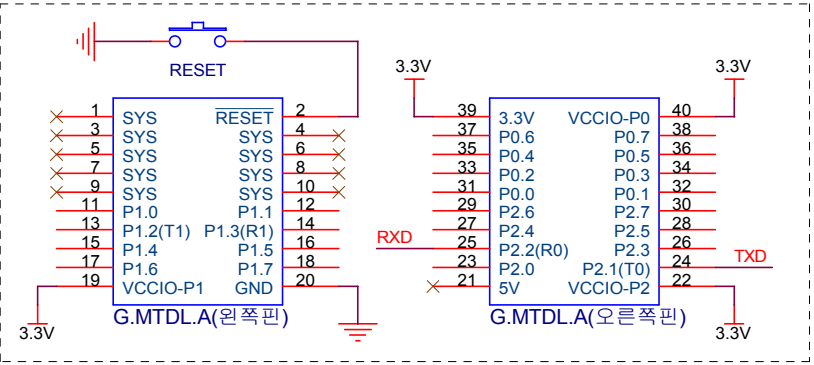 RESET
3.3V
3.3V
1 SYS RESET 2
3 SYS SYS 4
5 SYS SYS 6
7 SYS SYS 8
9 SYS SYS 10
11 P1.0 P1.1 12
13 P1.2(T1) P1.3(R1) 14
15 P1.4 P1.5 16
17 P1.6 P1.7 18
19 VCCIO-P1 GND 20
G.MTDL.A(왼쪽핀)
3.3V
39 3.3V VCCIO-P0 40
37 P0.6 P0.7 38
35 P0.4 P0.5 36
33 P0.2 P0.3 34
31 P0.0 P0.1 32
29 P2.6 P2.7 30
27 P2.4 P2.5 28
RXD 25 P2.2(R0) P2.3 26
23 P2.0 P2.1(T0) 24 TXD
21 5V VCCIO-P2 22
G.MTDL.A(오른쪽핀)
3.3V